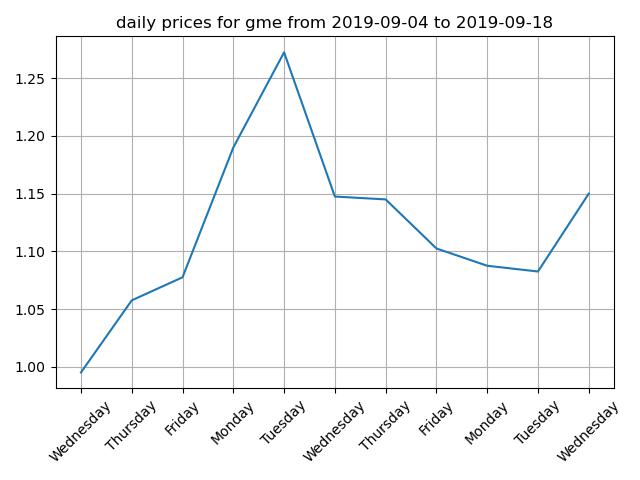 daily prices for gme from 2019-09-04 to 2019-09-18
1.25
1.20
1.15
1.10
1.05
1.00
Wednesday
Thursday
Friday
Monday
Tuesday
Wednesday
Thursday
Friday
Monday
Tuesday
Wednesday